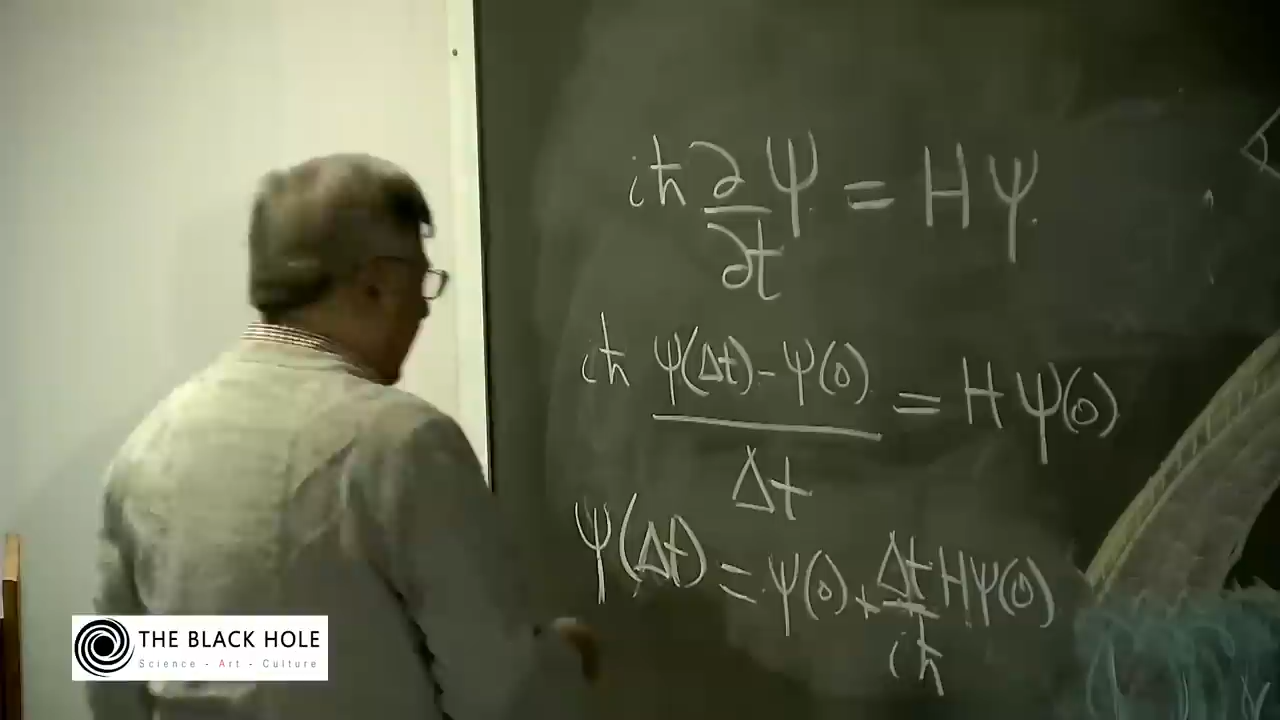 iħ ∂/∂t Ψ = HΨ
iħ (Ψ(Δt) - Ψ(0))/Δt = HΨ(0)
Ψ(Δt) = Ψ(0) + Δt/iħ HΨ(0)
THE BLACK HOLE
Science - Art - Culture